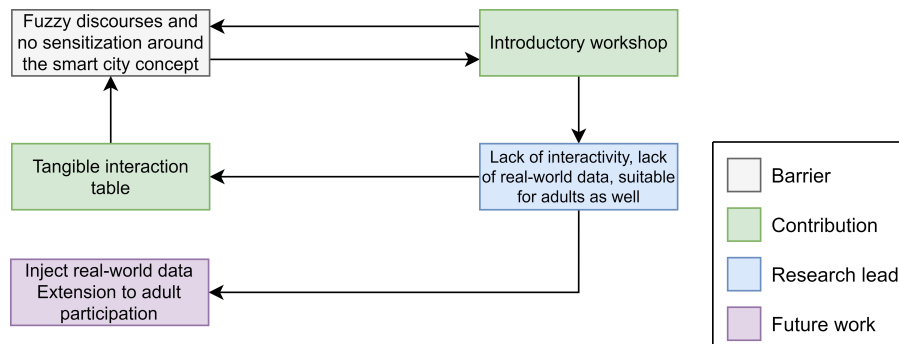 Fuzzy discourses and
no sensitization around
the smart city concept
Introductory workshop
Tangible interaction
table
Lack of interactivity, lack
of real-world data, suitable
for adults as well
Inject real-world data
Extension to adult
participation
Barrier
Contribution
Research lead
Future work